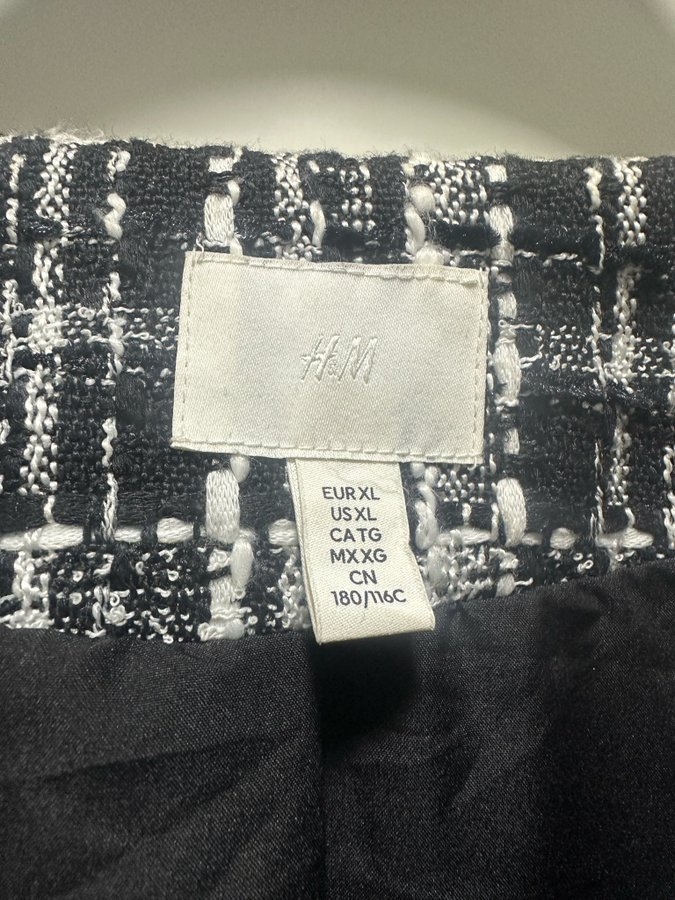 H&M
EUR XL
US XL
CA TG
MX XG
CN
180/116C